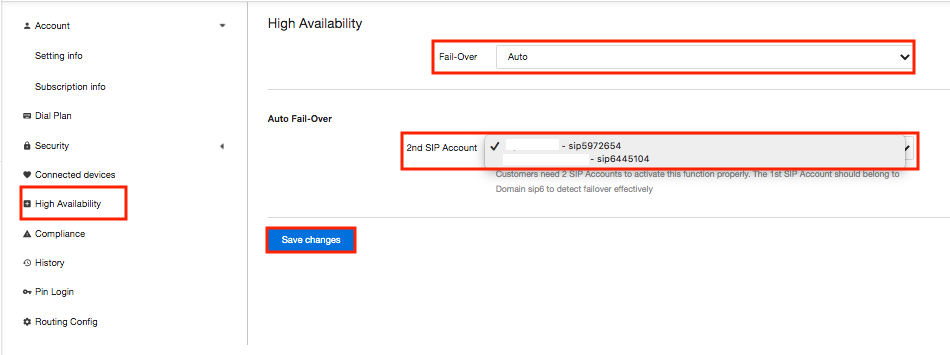 Account
Setting info
Subscription info
Dial Plan
Security
Connected devices
High Availability
Compliance
History
Pin Login
Routing Config
High Availability
Fail-Over Auto
Auto Fail-Over
2nd SIP Account ✓ - sip5972654
- sip6445104
Customers need 2 SIP Accounts to activate this function properly. The 1st SIP Account should belong to
Domain sip6 to detect failover effectively
Save changes